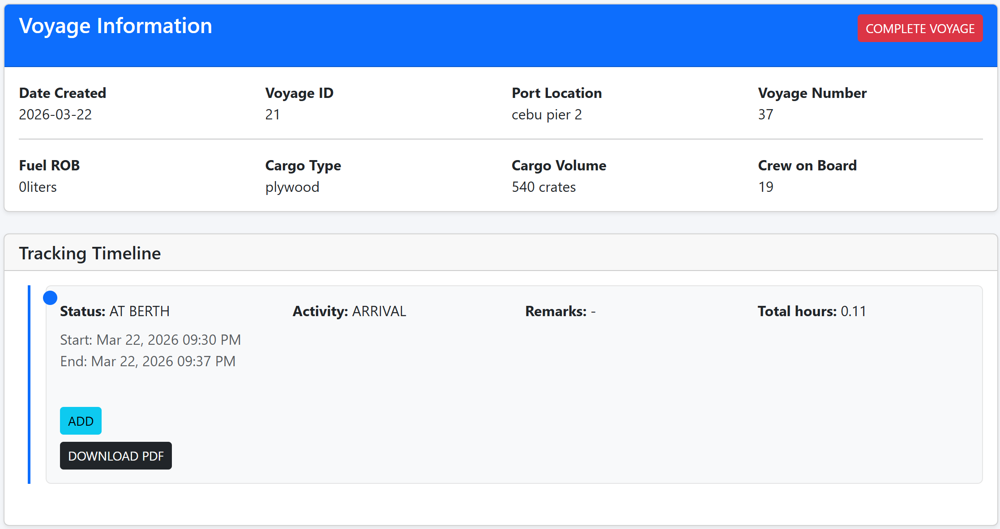 Voyage Information
COMPLETE VOYAGE
Date Created
2026-03-22
Voyage ID
21
Port Location
cebu pier 2
Voyage Number
37
Fuel ROB
0liters
Cargo Type
plywood
Cargo Volume
540 crates
Crew on Board
19
Tracking Timeline
Status: AT BERTH
Activity: ARRIVAL
Remarks: -
Total hours: 0.11
Start: Mar 22, 2026 09:30 PM
End: Mar 22, 2026 09:37 PM
ADD
DOWNLOAD PDF